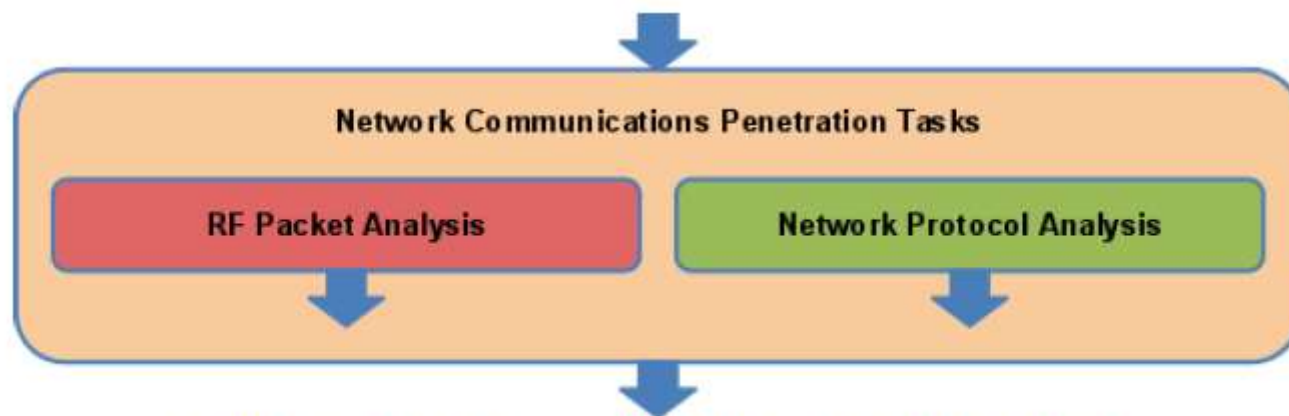 Network Communications Penetration Tasks
RF Packet Analysis
Network Protocol Analysis